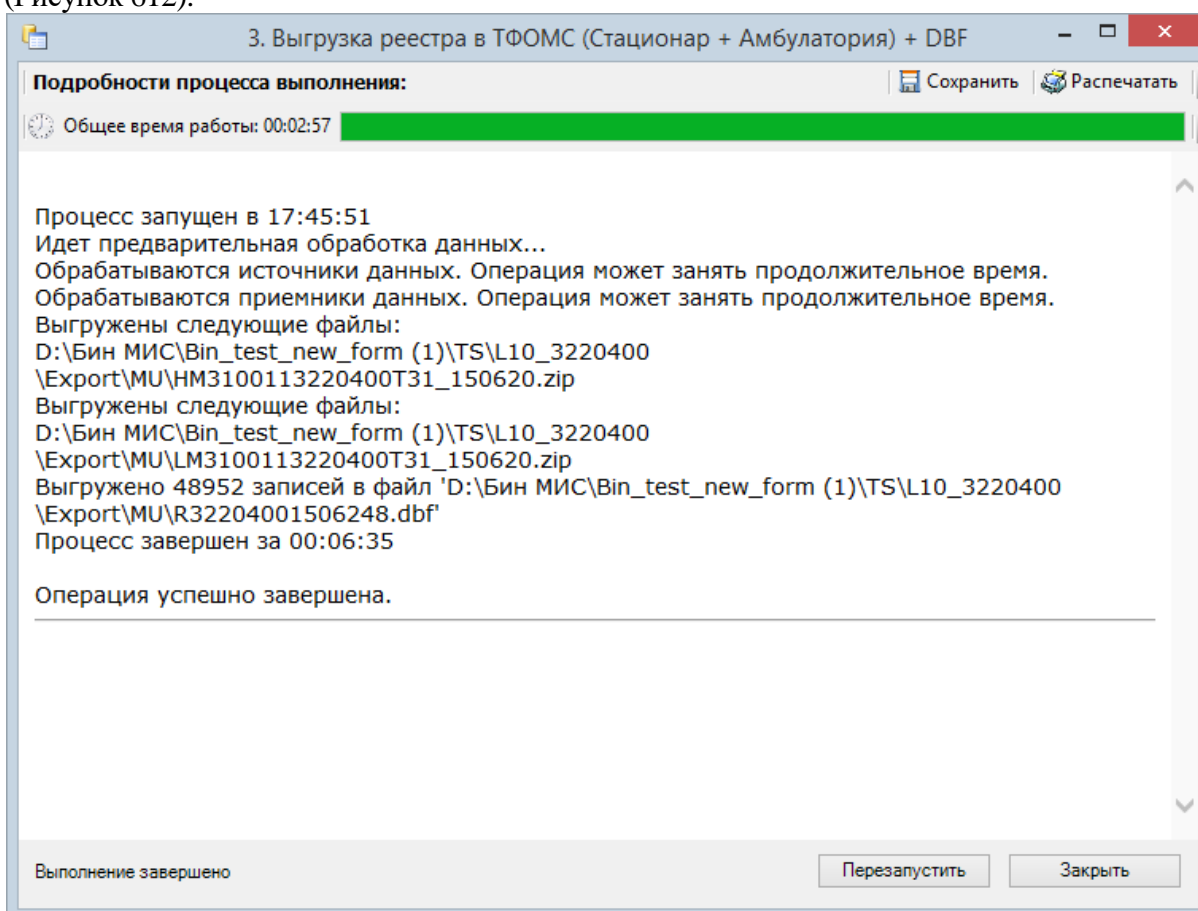 (Рисунок 612).
3. Выгрузка реестра в ТФОМС (Стационар + Амбулатория) + DBF
Подробности процесса выполнения:
Сохранить
Распечатать
Общее время работы: 00:02:57
Процесс запущен в 17:45:51
Идет предварительная обработка данных...
Обрабатываются источники данных. Операция может занять продолжительное время.
Обрабатываются приемники данных. Операция может занять продолжительное время.
Выгружены следующие файлы:
D:\Бин МИС\Bin_test_new_form (1)\TS\L10_3220400
\Export\MU\HM3100113220400T31_150620.zip
Выгружены следующие файлы:
D:\Бин МИС\Bin_test_new_form (1)\TS\L10_3220400
\Export\MU\LM3100113220400T31_150620.zip
Выгружено 48952 записей в файл 'D:\Бин МИС\Bin_test_new_form (1)\TS\L10_3220400
\Export\MU\R32204001506248.dbf'
Процесс завершен за 00:06:35
Операция успешно завершена.
Выполнение завершено
Перезапустить
Закрыть